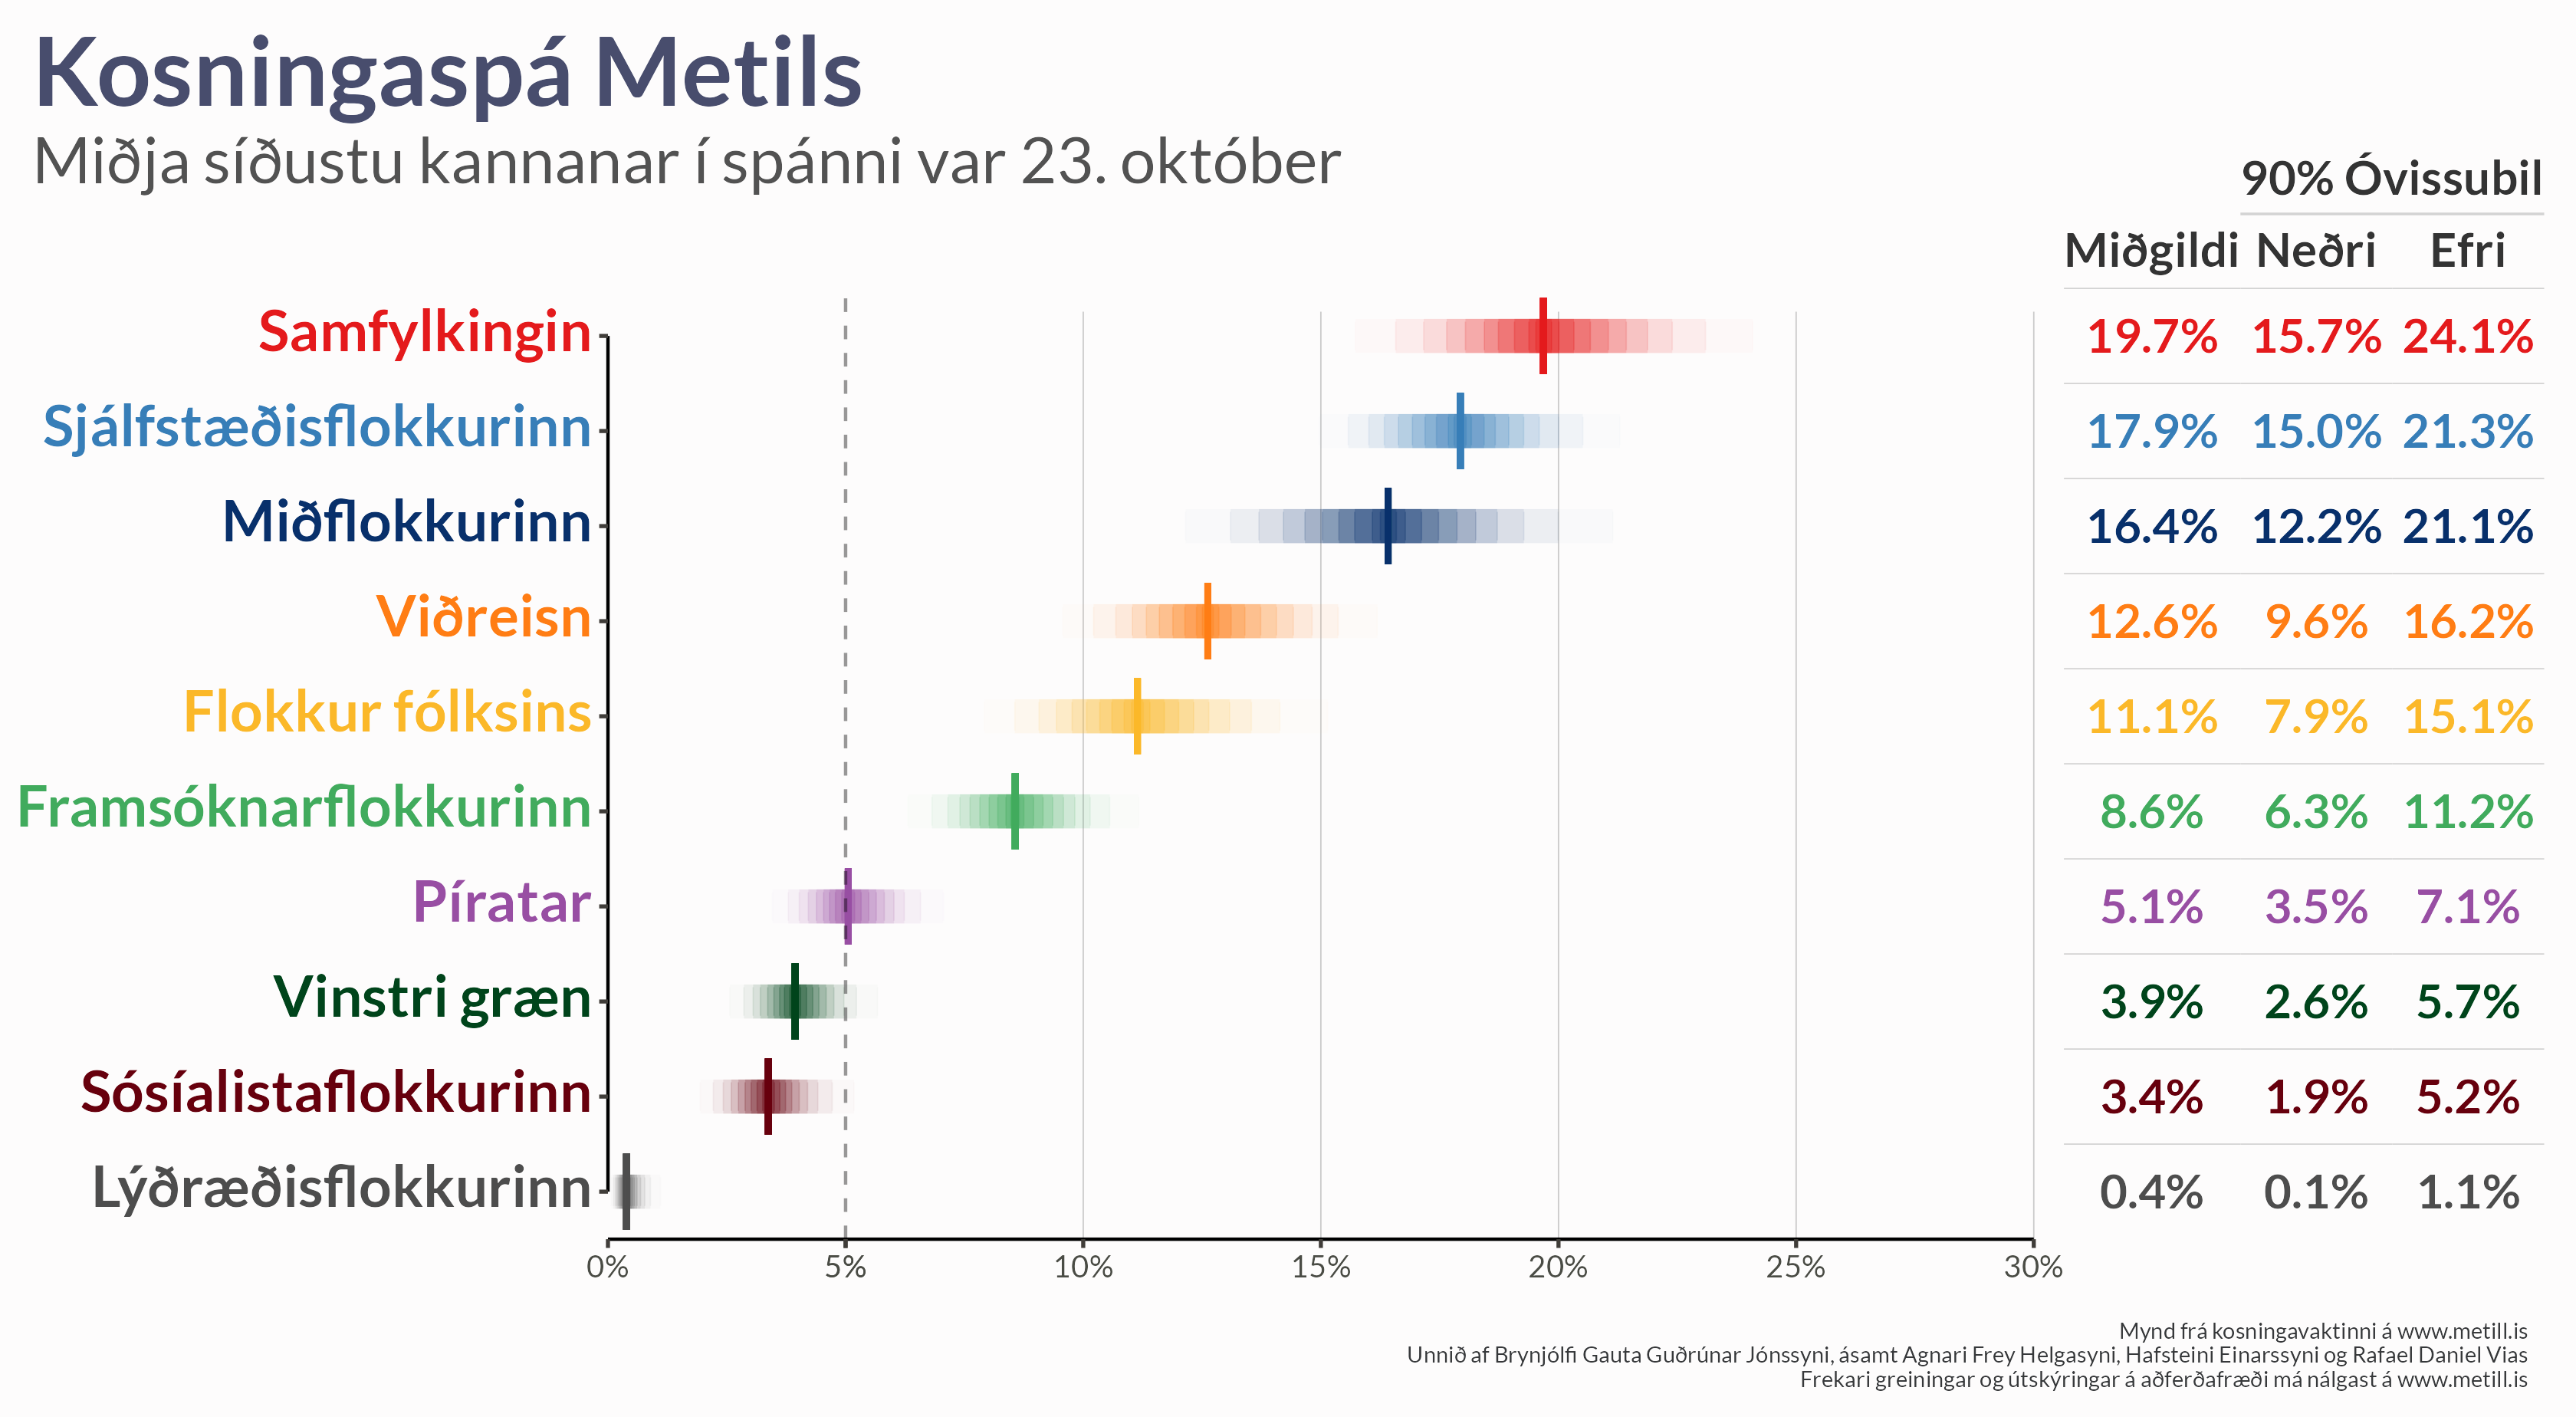 Kosningaspá Metils
Miðja síðustu kannanar í spánni var 23. október
90% Óvissubil
Miðgildi Neðri Efri
Samfylkingin 19.7% 15.7% 24.1%
Sjálfstæðisflokkurinn 17.9% 15.0% 21.3%
Miðflokkurinn 16.4% 12.2% 21.1%
Viðreisn 12.6% 9.6% 16.2%
Flokkur fólksins 11.1% 7.9% 15.1%
Framsóknarflokkurinn 8.6% 6.3% 11.2%
Píratar 5.1% 3.5% 7.1%
Vinstri græn 3.9% 2.6% 5.7%
Sósíalistaflokkurinn 3.4% 1.9% 5.2%
Lýðræðisflokkurinn 0.4% 0.1% 1.1%
0% 5% 10% 15% 20% 25% 30%
Mynd frá kosningavaktinni á www.metill.is
Unnið af Brynjólfi Gauta Guðrúnar Jónssyni, ásamt Agnari Frey Helgasyni, Hafsteini Einarssyni og Rafael Daniel Vias
Frekari greiningar og útskýringar á aðferðafræði má nálgast á www.metill.is